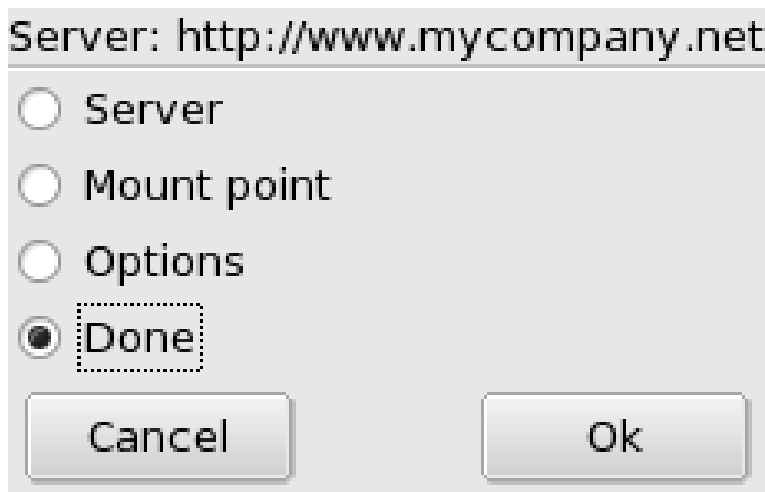 Server: http://www.mycompany.net
Server
Mount point
Options
Done
Cancel Ok